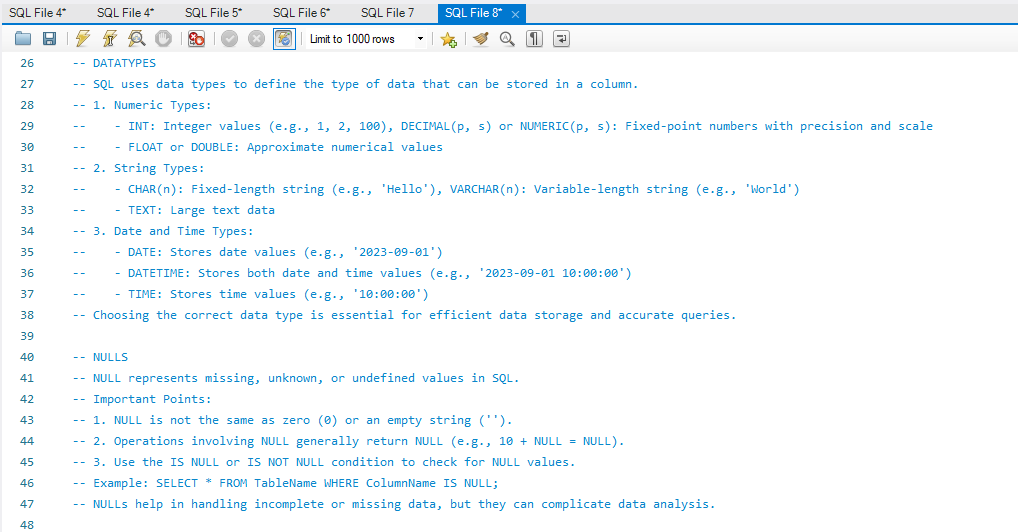 SQL File 4* SQL File 4* SQL File 5* SQL File 6* SQL File 7 SQL File 8*
Limit to 1000 rows
26 -- DATATYPES
27 -- SQL uses data types to define the type of data that can be stored in a column.
28 -- 1. Numeric Types:
29 --    - INT: Integer values (e.g., 1, 2, 100), DECIMAL(p, s) or NUMERIC(p, s): Fixed-point numbers with precision and scale
30 --    - FLOAT or DOUBLE: Approximate numerical values
31 -- 2. String Types:
32 --    - CHAR(n): Fixed-length string (e.g., 'Hello'), VARCHAR(n): Variable-length string (e.g., 'World')
33 --    - TEXT: Large text data
34 -- 3. Date and Time Types:
35 --    - DATE: Stores date values (e.g., '2023-09-01')
36 --    - DATETIME: Stores both date and time values (e.g., '2023-09-01 10:00:00')
37 --    - TIME: Stores time values (e.g., '10:00:00')
38 -- Choosing the correct data type is essential for efficient data storage and accurate queries.
39
40 -- NULLS
41 -- NULL represents missing, unknown, or undefined values in SQL.
42 -- Important Points:
43 -- 1. NULL is not the same as zero (0) or an empty string ('').
44 -- 2. Operations involving NULL generally return NULL (e.g., 10 + NULL = NULL).
45 -- 3. Use the IS NULL or IS NOT NULL condition to check for NULL values.
46 -- Example: SELECT * FROM TableName WHERE ColumnName IS NULL;
47 -- NULLs help in handling incomplete or missing data, but they can complicate data analysis.
48